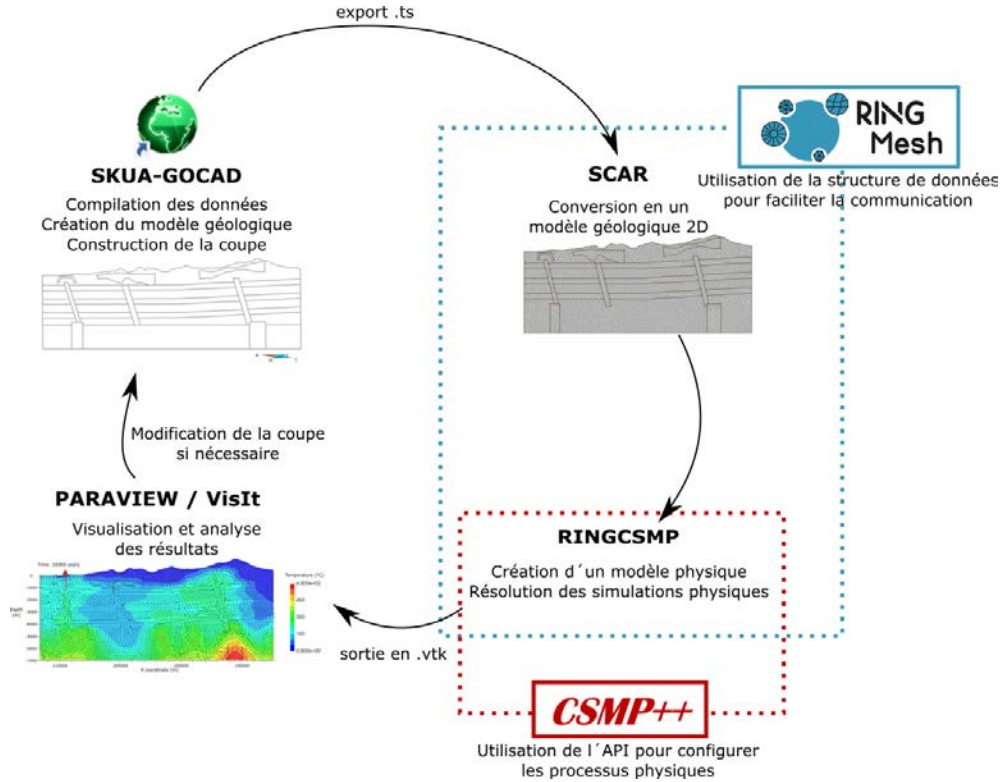 export .ts
SKUA-GOCAD
Compilation des données
Création du modèle géologique
Construction de la coupe
SCAR
Conversion en un
modèle géologique 2D
RING
Mesh
Utilisation de la structure de données
pour faciliter la communication
Modification de la coupe
si nécessaire
PARAVIEW / VisIt
Visualisation et analyse
des résultats
Temperature (°C)
Depth
(m)
X coordinate (m)
RINGCSMP
Création d´un modèle physique
Résolution des simulations physiques
sortie en .vtk
CSMP++
Utilisation de l´API pour configurer
les processus physiques